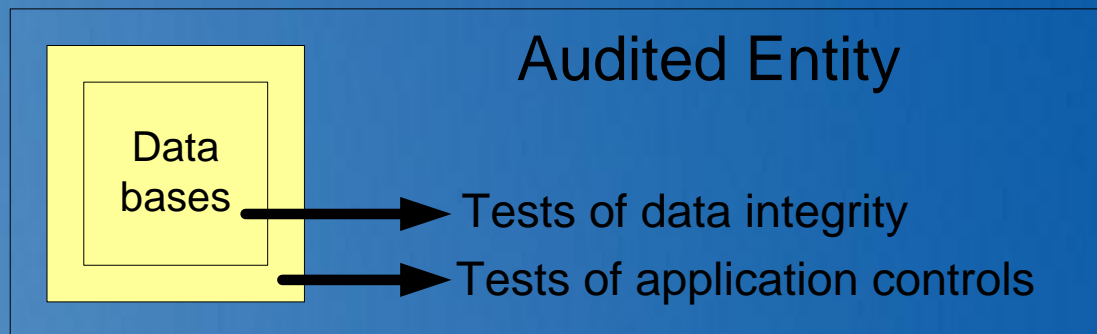 Audited Entity
Data
bases
Tests of data integrity
Tests of application controls